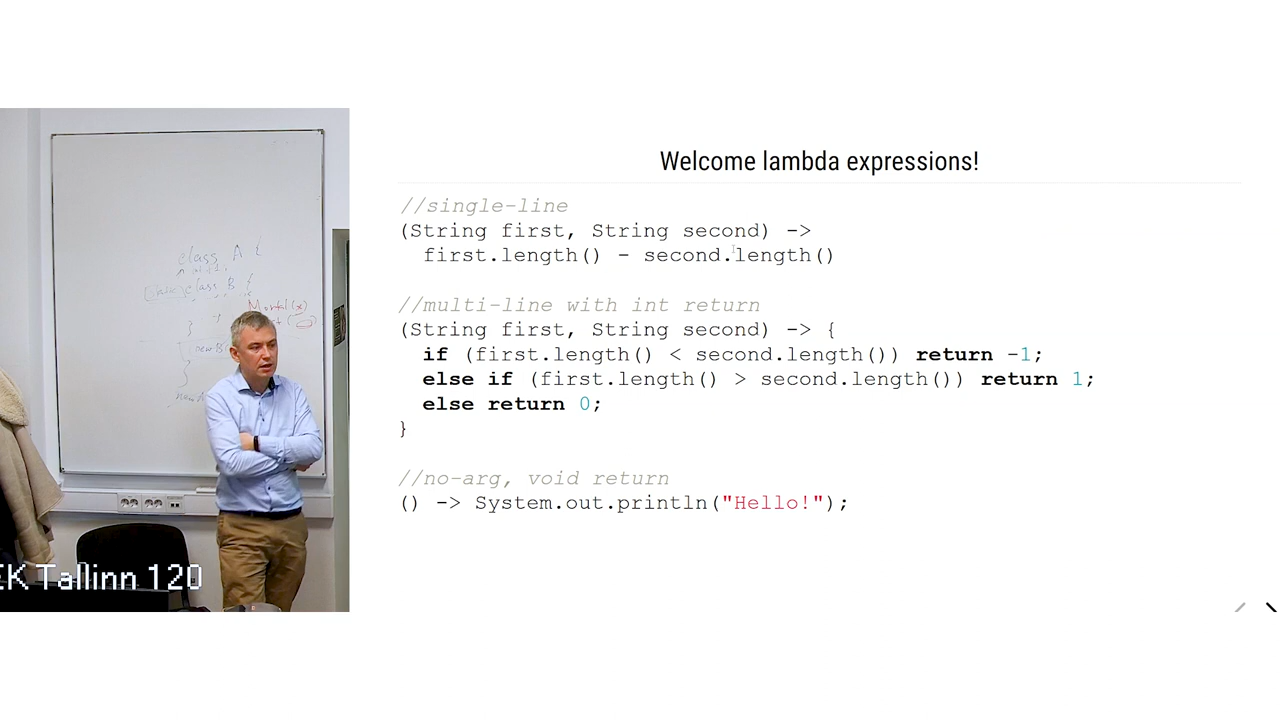 Welcome lambda expressions!
//single-line
(String first, String second) ->
first.length() - second.length()
//multi-line with int return
(String first, String second) -> {
if (first.length() < second.length()) return -1;
else if (first.length() > second.length()) return 1;
else return 0;
}
//no-arg, void return
() -> System.out.println("Hello!");
class A {
class B {
Mortal(x)
}
}
EK Tallinn 120